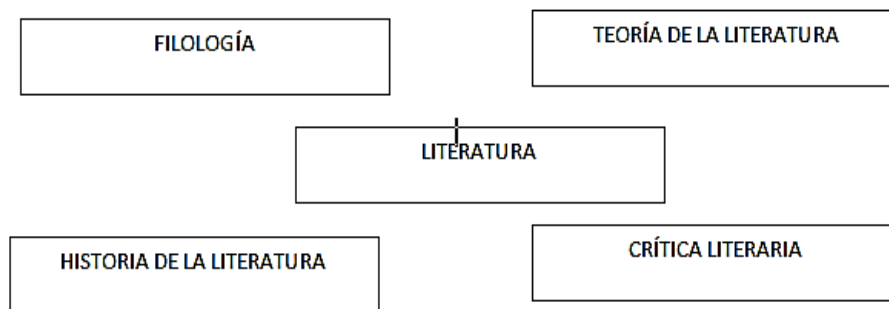 FILOLOGÍA
TEORÍA DE LA LITERATURA
LITERATURA
HISTORIA DE LA LITERATURA
CRÍTICA LITERARIA